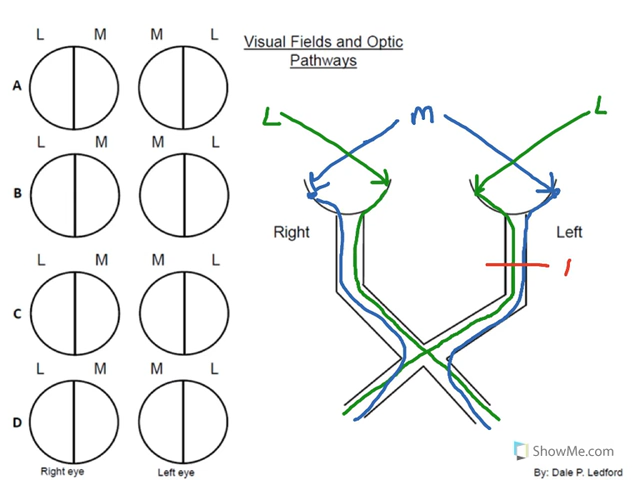 L M M L
Visual Fields and Optic
Pathways
A
L M M L
B
L M M L
C
L M M L
D
Right eye Left eye
L M L
Right Left
1
ShowMe.com
By: Dale P. Ledford